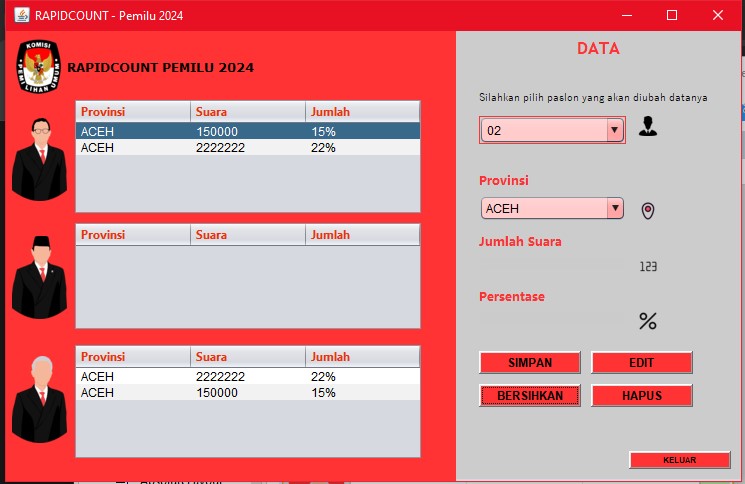 RAPIDCOUNT - Pemilu 2024
KOMISI
PEMILIHAN UMUM
RAPIDCOUNT PEMILU 2024
Provinsi Suara Jumlah
ACEH 150000 15%
ACEH 2222222 22%
Provinsi Suara Jumlah
Provinsi Suara Jumlah
ACEH 2222222 22%
ACEH 150000 15%
DATA
Silahkan pilih paslon yang akan diubah datanya
02
Provinsi
ACEH
Jumlah Suara
123
Persentase
%
SIMPAN EDIT
BERSIHKAN HAPUS
KELUAR